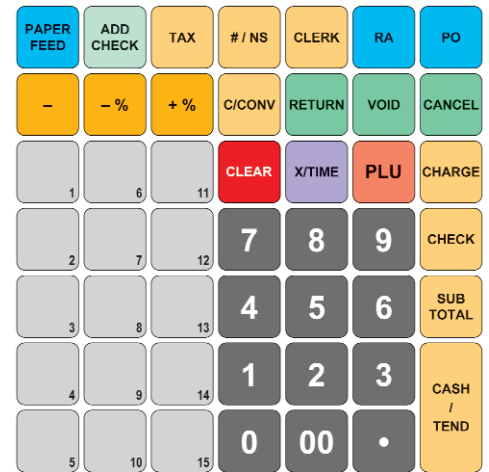 PAPER
FEED
ADD
CHECK
TAX
# / NS
CLERK
RA
PO
–
– %
+ %
C/CONV
RETURN
VOID
CANCEL
1
6
11
CLEAR
X/TIME
PLU
CHARGE
2
7
12
7
8
9
CHECK
3
8
13
4
5
6
SUB
TOTAL
4
9
14
1
2
3
CASH
/
TEND
5
10
15
0
00
•